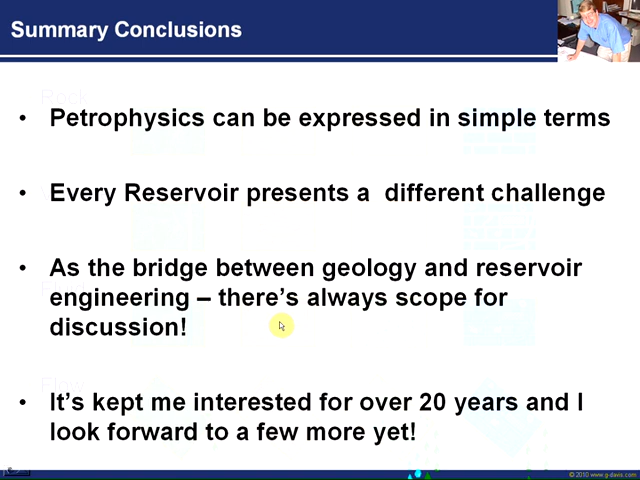 Summary Conclusions
Rock
• Petrophysics can be expressed in simple terms
• Every Reservoir presents a different challenge
• As the bridge between geology and reservoir
engineering – there's always scope for
discussion!
Flow
• It's kept me interested for over 20 years and I
look forward to a few more yet!
© 2010 www.g-davis.com